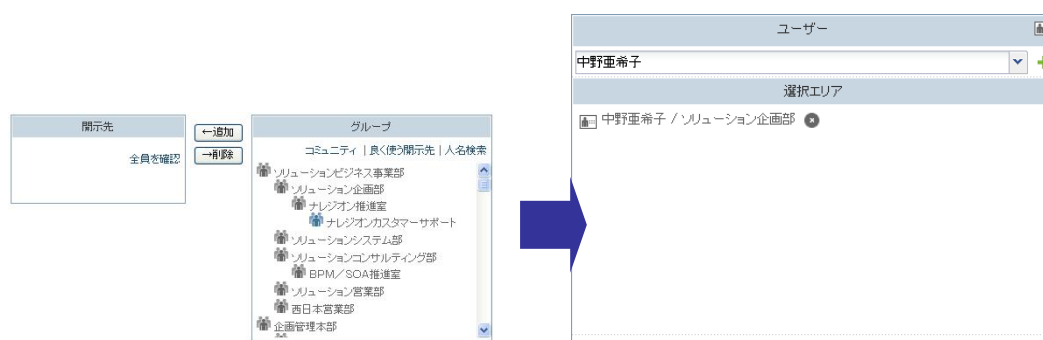 開示先
全員を確認
←追加
→削除
グループ
コミュニティ | 良く使う開示先 | 人名検索
ソリューションビジネス事業部
ソリューション企画部
ナレジオン推進室
ナレジオンカスタマーサポート
ソリューションシステム部
ソリューションコンサルティング部
BPM/SOA推進室
ソリューション営業部
西日本営業部
企画管理本部
ユーザー
中野亜希子
選択エリア
中野亜希子 / ソリューション企画部